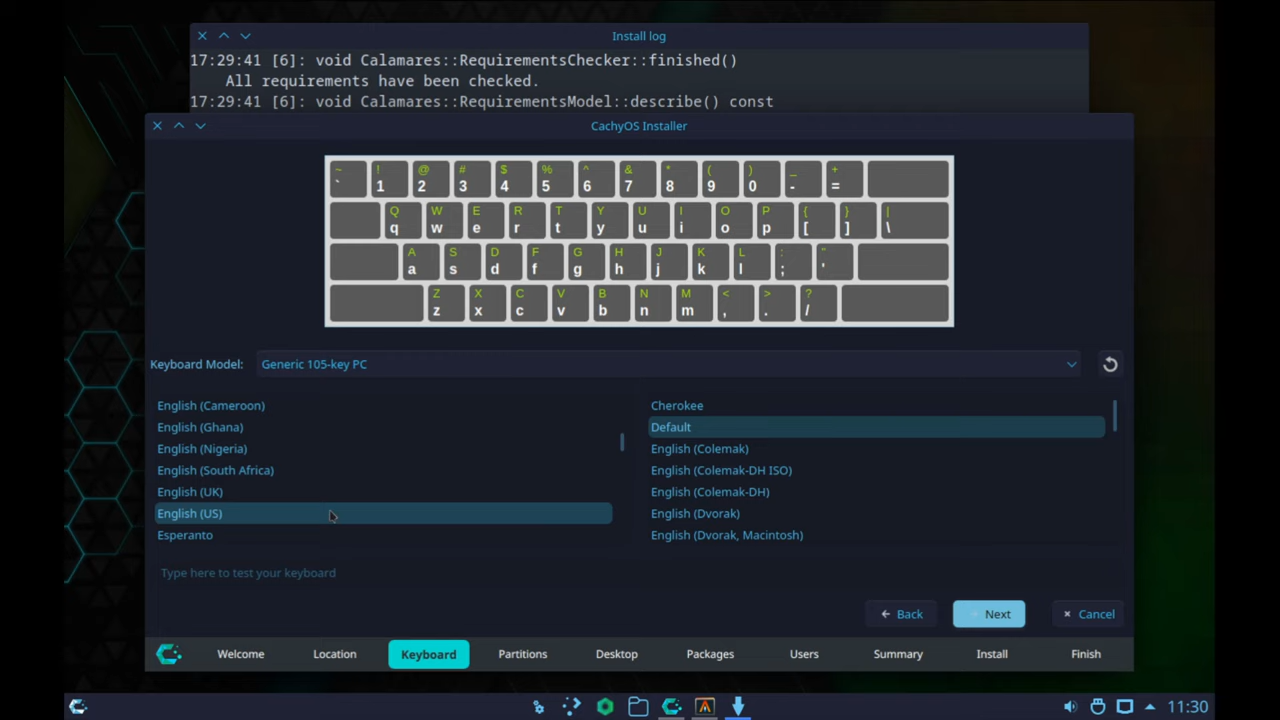 Install log
17:29:41 [6]: void Calamares::RequirementsChecker::finished()
All requirements have been checked.
17:29:41 [6]: void Calamares::RequirementsModel::describe() const
CachyOS Installer
~ ! @ # $ % ^ & * ( ) _ +
` 1 2 3 4 5 6 7 8 9 0 - =
Q W E R T Y U I O P { } |
q w e r t y u i o p [ ] \
A S D F G H J K L : "
a s d f g h j k l ; '
Z X C V B N M < > ?
z x c v b n m , . /
Keyboard Model: Generic 105-key PC
English (Cameroon)
English (Ghana)
English (Nigeria)
English (South Africa)
English (UK)
English (US)
Esperanto
Cherokee
Default
English (Colemak)
English (Colemak-DH ISO)
English (Colemak-DH)
English (Dvorak)
English (Dvorak, Macintosh)
Type here to test your keyboard
Back Next Cancel
Welcome Location Keyboard Partitions Desktop Packages Users Summary Install Finish
11:30